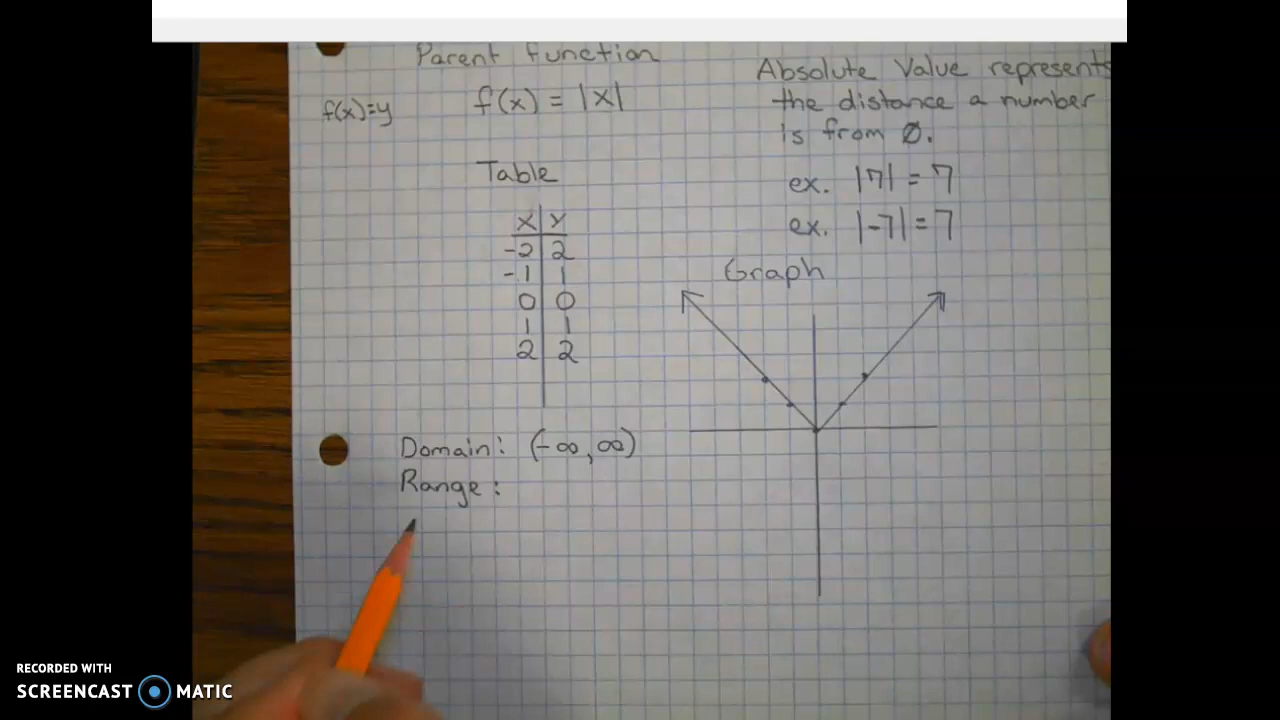 Parent function
f(x)=y
f(x) = |x|
Absolute Value represents
the distance a number
is from 0.
ex. |7| = 7
ex. |-7| = 7
Table
X Y
-2 2
-1 1
0 0
1 1
2 2
Graph
Domain: (-∞, ∞)
Range:
RECORDED WITH
SCREENCAST MATIC